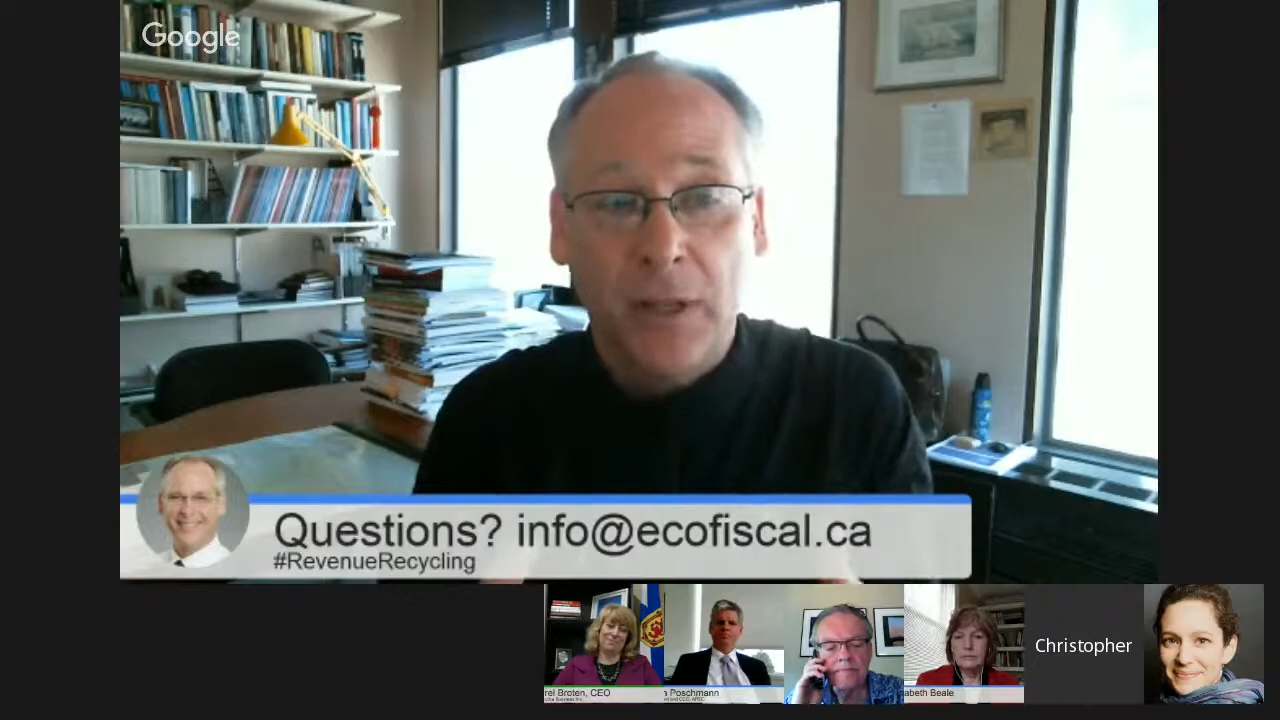 Google
Questions? info@ecofiscal.ca
#RevenueRecycling
Christopher
rel Broten, CEO
n Poschmann
abeth Beale